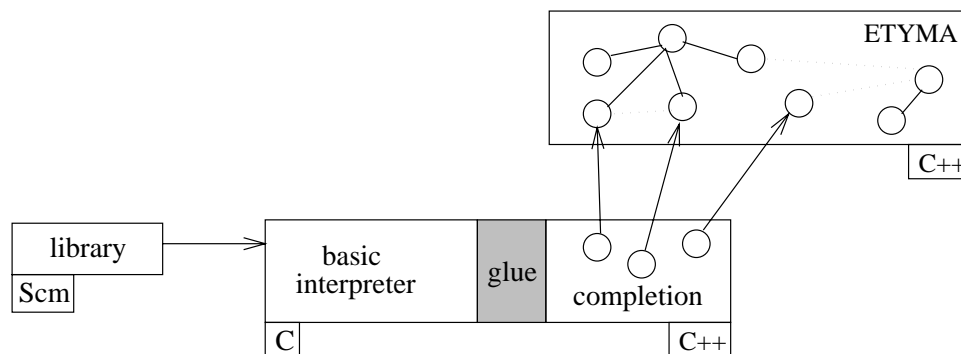 ETYMA
C++
library
Scm
basic
interpreter
glue
completion
C
C++